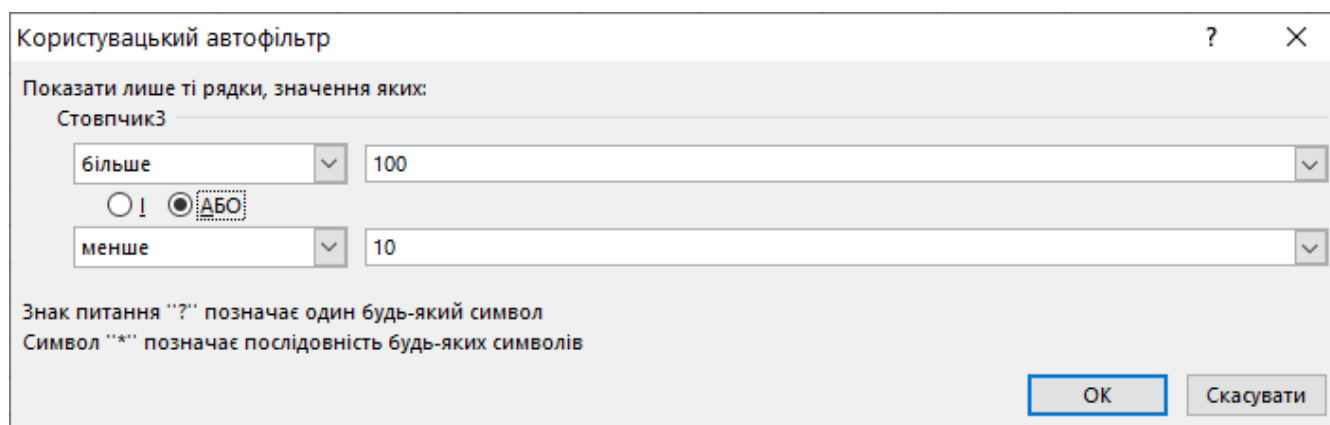 Користувацький автофільтр ?
Показати лише ті рядки, значення яких:
Стовпчик3
більше 100
І АБО
менше 10
Знак питання "?" позначає один будь-який символ
Символ "*" позначає послідовність будь-яких символів
ОК Скасувати